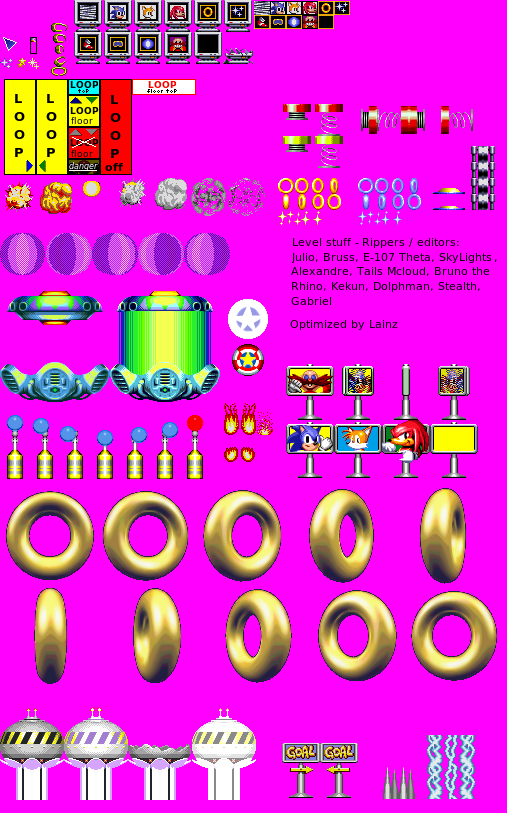 LOOP
LOOP
LOOP
top
LOOP
floor
floor
danger
LOOP
off
LOOP
floor top
Level stuff - Rippers / editors:
Julio, Bruss, E-107 Theta, SkyLights,
Alexandre, Tails Mcloud, Bruno the
Rhino, Kekun, Dolphman, Stealth,
Gabriel
Optimized by Lainz
GOAL
GOAL